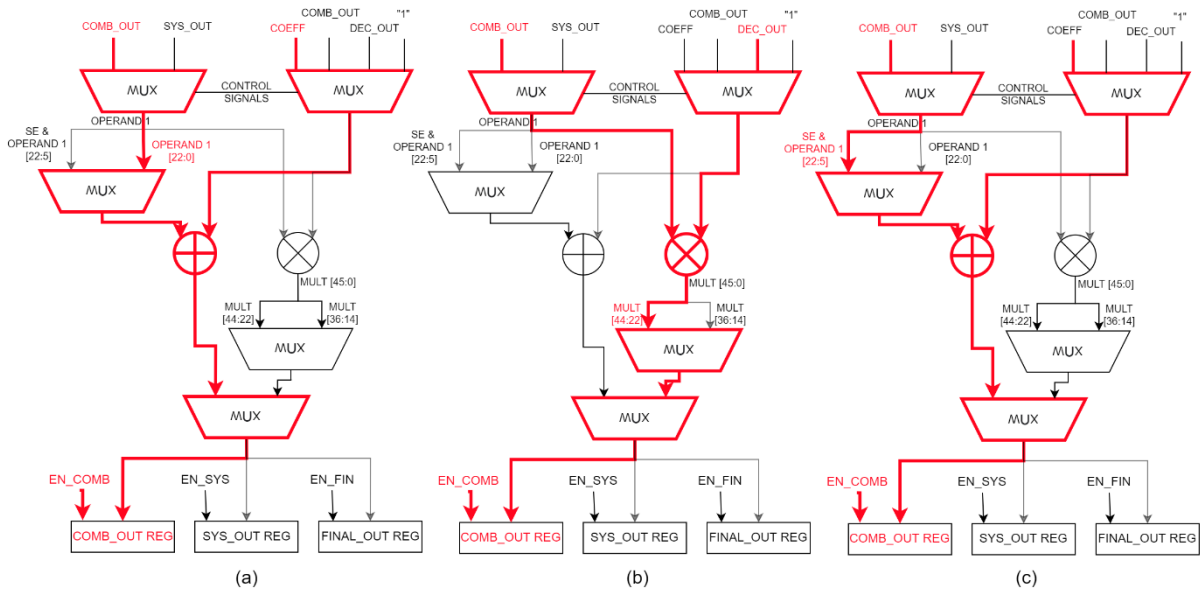 COMB_OUT SYS_OUT COEFF COMB_OUT DEC_OUT "1"
MUX CONTROL SIGNALS MUX
OPERAND 1
SE &
OPERAND 1
[22:5]
OPERAND 1
[22:0]
MUX
MULT [45:0]
MULT
[44:22]
MULT
[36:14]
MUX
MUX
EN_COMB EN_SYS EN_FIN
COMB_OUT REG SYS_OUT REG FINAL_OUT REG
(a)
COMB_OUT SYS_OUT COEFF COMB_OUT DEC_OUT "1"
MUX CONTROL SIGNALS MUX
OPERAND 1
SE &
OPERAND 1
[22:5]
OPERAND 1
[22:0]
MUX
MULT [45:0]
MULT
[44:22]
MULT
[36:14]
MUX
MUX
EN_COMB EN_SYS EN_FIN
COMB_OUT REG SYS_OUT REG FINAL_OUT REG
(b)
COMB_OUT SYS_OUT COEFF COMB_OUT DEC_OUT "1"
MUX CONTROL SIGNALS MUX
OPERAND 1
SE &
OPERAND 1
[22:5]
OPERAND 1
[22:0]
MUX
MULT [45:0]
MULT
[44:22]
MULT
[36:14]
MUX
MUX
EN_COMB EN_SYS EN_FIN
COMB_OUT REG SYS_OUT REG FINAL_OUT REG
(c)